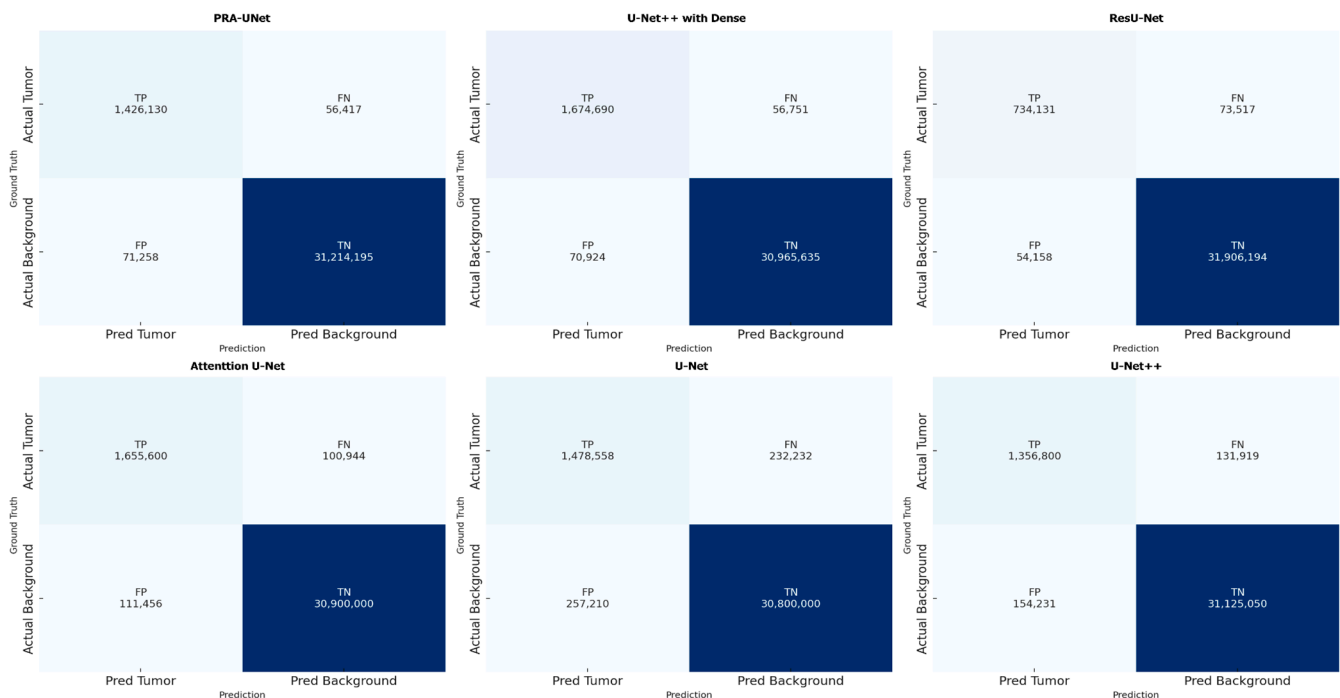 PRA-UNet
Actual Tumor
TP
1,426,130
FN
56,417
Ground Truth
Actual Background
FP
71,258
TN
31,214,195
Pred Tumor
Pred Background
Prediction
U-Net++ with Dense
Actual Tumor
TP
1,674,690
FN
56,751
Ground Truth
Actual Background
FP
70,924
TN
30,965,635
Pred Tumor
Pred Background
Prediction
ResU-Net
Actual Tumor
TP
734,131
FN
73,517
Ground Truth
Actual Background
FP
54,158
TN
31,906,194
Pred Tumor
Pred Background
Prediction
Attenttion U-Net
Actual Tumor
TP
1,655,600
FN
100,944
Ground Truth
Actual Background
FP
111,456
TN
30,900,000
Pred Tumor
Pred Background
Prediction
U-Net
Actual Tumor
TP
1,478,558
FN
232,232
Ground Truth
Actual Background
FP
257,210
TN
30,800,000
Pred Tumor
Pred Background
Prediction
U-Net++
Actual Tumor
TP
1,356,800
FN
131,919
Ground Truth
Actual Background
FP
154,231
TN
31,125,050
Pred Tumor
Pred Background
Prediction